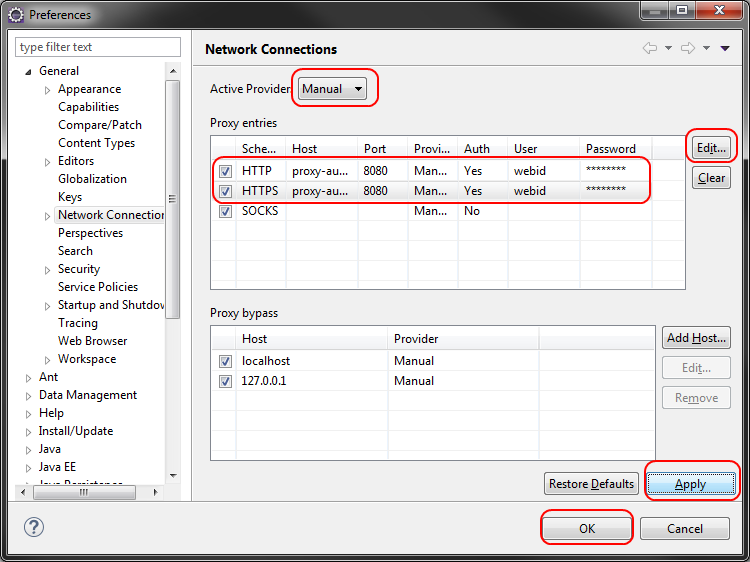 Preferences
type filter text
General
Appearance
Capabilities
Compare/Patch
Content Types
Editors
Globalization
Keys
Network Connection
Perspectives
Search
Security
Service Policies
Startup and Shutdow
Tracing
Web Browser
Workspace
Ant
Data Management
Help
Install/Update
Java
Java EE
Java Persistence
Network Connections
Active Provider
Manual
Proxy entries
Sche... Host Port Provi... Auth User Password
HTTP proxy-au... 8080 Man... Yes webid ********
HTTPS proxy-au... 8080 Man... Yes webid ********
SOCKS Man... No
Edit...
Clear
Proxy bypass
Host Provider
localhost Manual
127.0.0.1 Manual
Add Host...
Edit...
Remove
Restore Defaults Apply
? OK Cancel